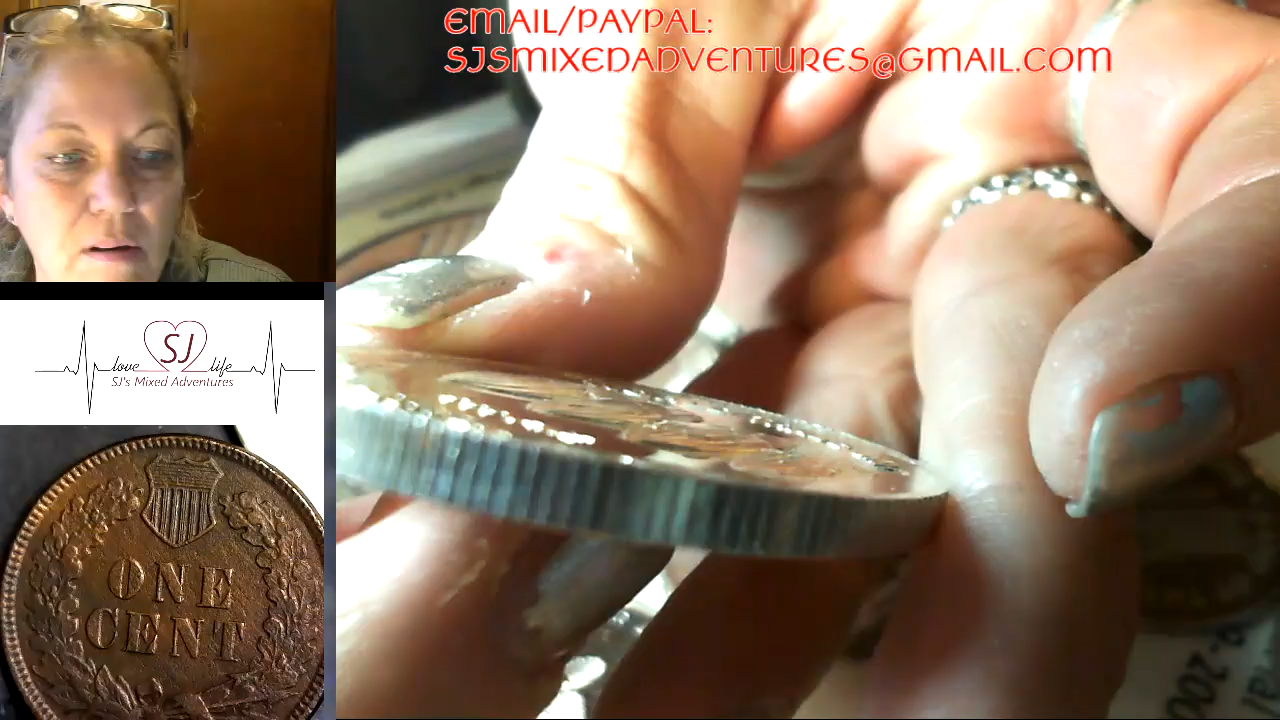 EMAIL/PAYPAL:
SJSMIXEDADVENTURES@GMAIL.COM
SJ
love life
SJ's Mixed Adventures
ONE
CENT